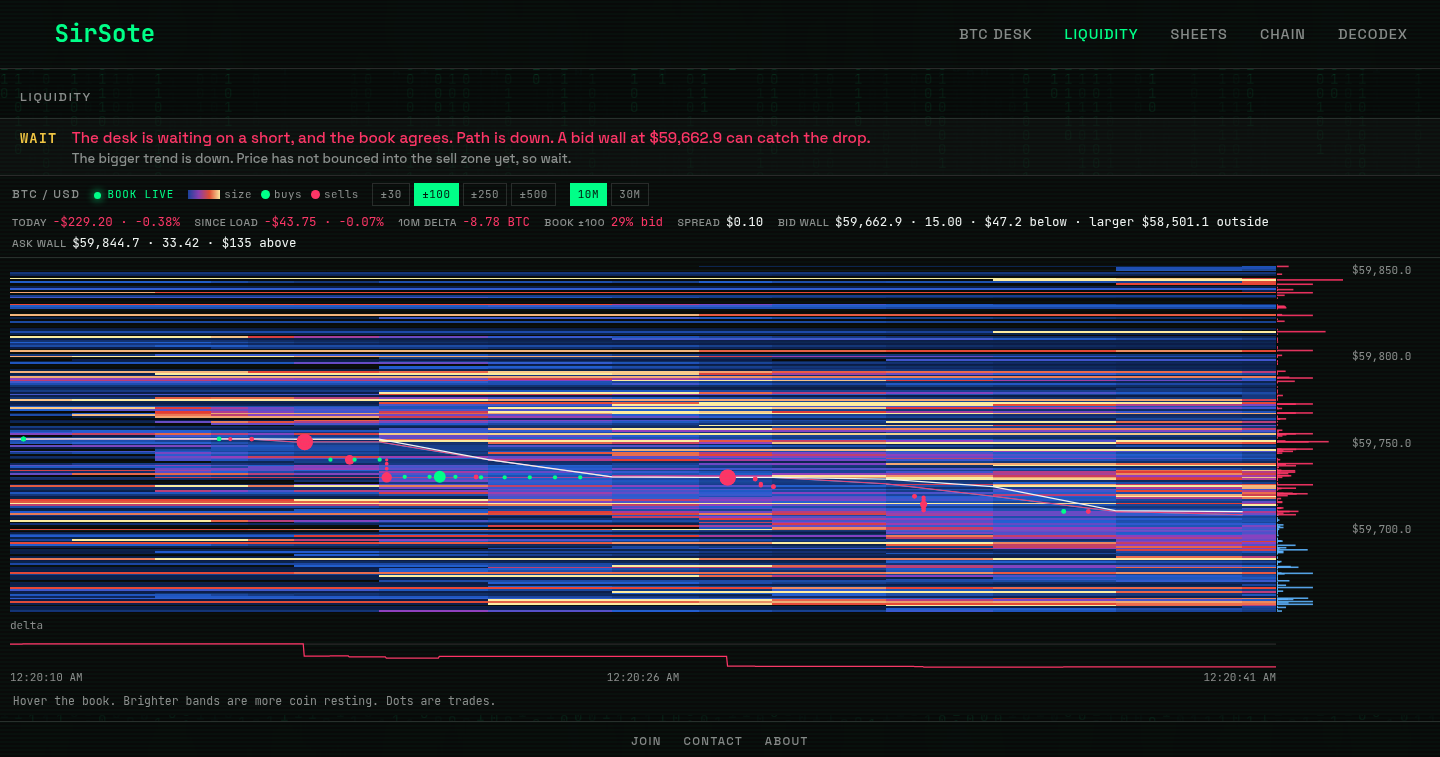 SirSote
BTC DESK LIQUIDITY SHEETS CHAIN DECODEX
LIQUIDITY
WAIT The desk is waiting on a short, and the book agrees. Path is down. A bid wall at $59,662.9 can catch the drop.
The bigger trend is down. Price has not bounced into the sell zone yet, so wait.
BTC / USD BOOK LIVE size buys sells ±30 ±100 ±250 ±500 10M 30M
TODAY -$229.20 · -0.38% SINCE LOAD -$43.75 · -0.07% 10M DELTA -8.78 BTC BOOK ±100 29% bid SPREAD $0.10 BID WALL $59,662.9 · 15.00 · $47.2 below · larger $58,501.1 outside
ASK WALL $59,844.7 · 33.42 · $135 above
$59,850.0
$59,800.0
$59,750.0
$59,700.0
delta
12:20:10 AM 12:20:26 AM 12:20:41 AM
Hover the book. Brighter bands are more coin resting. Dots are trades.
JOIN CONTACT ABOUT